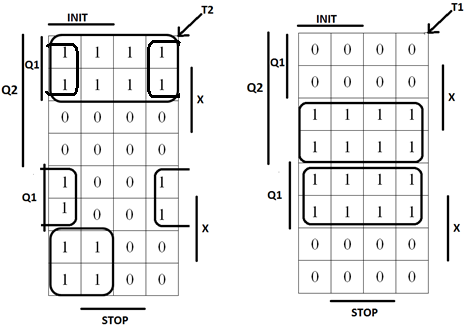 INIT
T2
1 1 1 1
Q1
1 1 1 1
Q2
X
0 0 0 0
0 0 0 0
1 0 0 1
Q1
1 0 0 1
X
1 1 0 0
1 1 0 0
STOP
INIT
T1
0 0 0 0
Q1
0 0 0 0
Q2
X
1 1 1 1
1 1 1 1
1 1 1 1
Q1
1 1 1 1
X
0 0 0 0
0 0 0 0
STOP